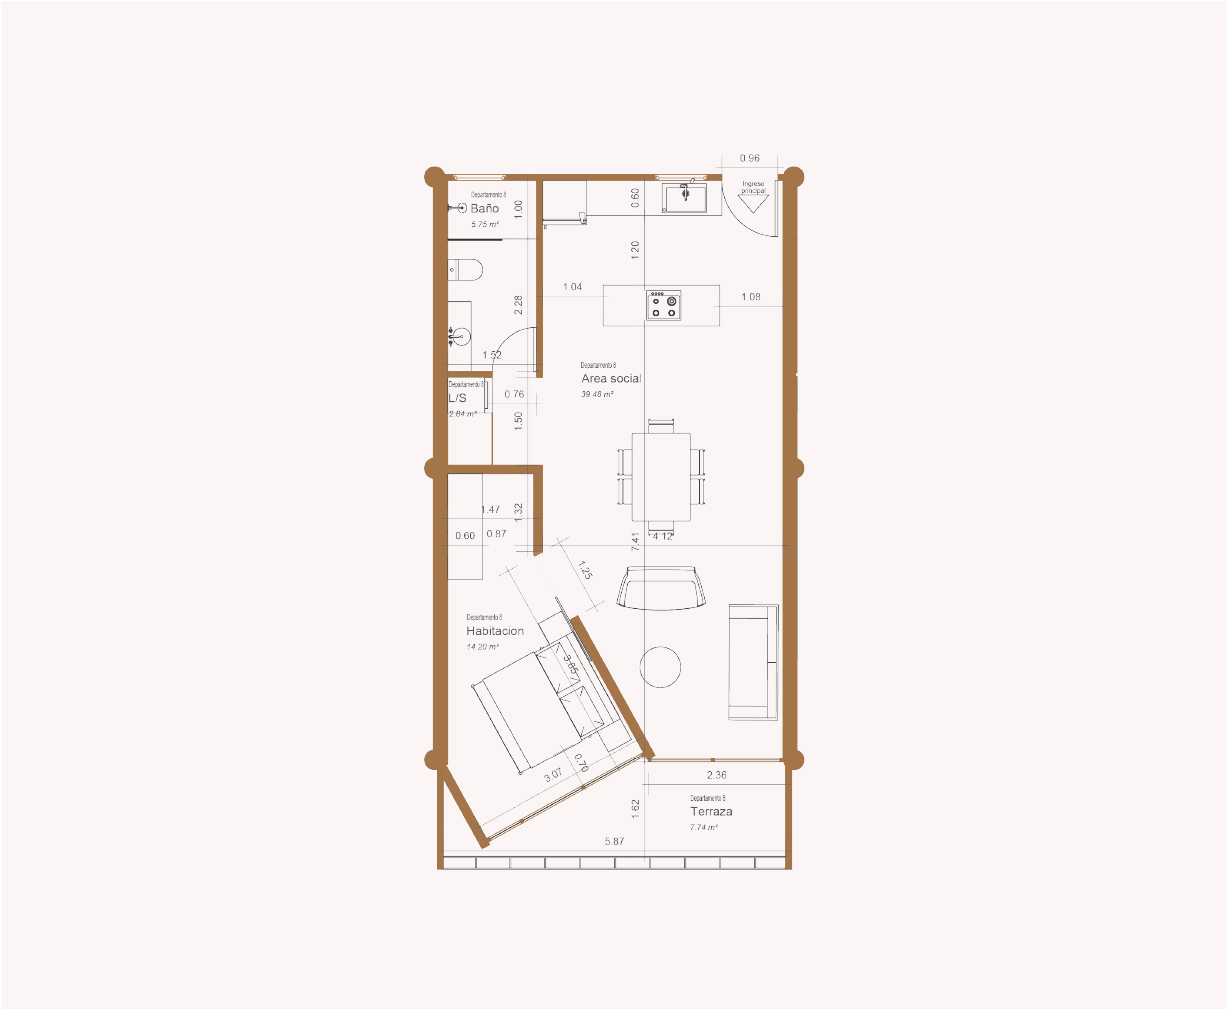 0.96
Ingreso
principal
Departamento 8
Baño
5.75 m²
1.00
0.60
1.20
1.04
1.08
2.28
1.52
Departamento 8
Area social
39.48 m²
Departamento 8
L/S
2.84 m²
0.76
1.50
1.47
1.32
0.60
0.87
7.41
4.12
1.25
Departamento 8
Habitacion
14.20 m²
3.65
0.70
3.07
2.36
1.62
Departamento 8
Terraza
7.74 m²
5.87